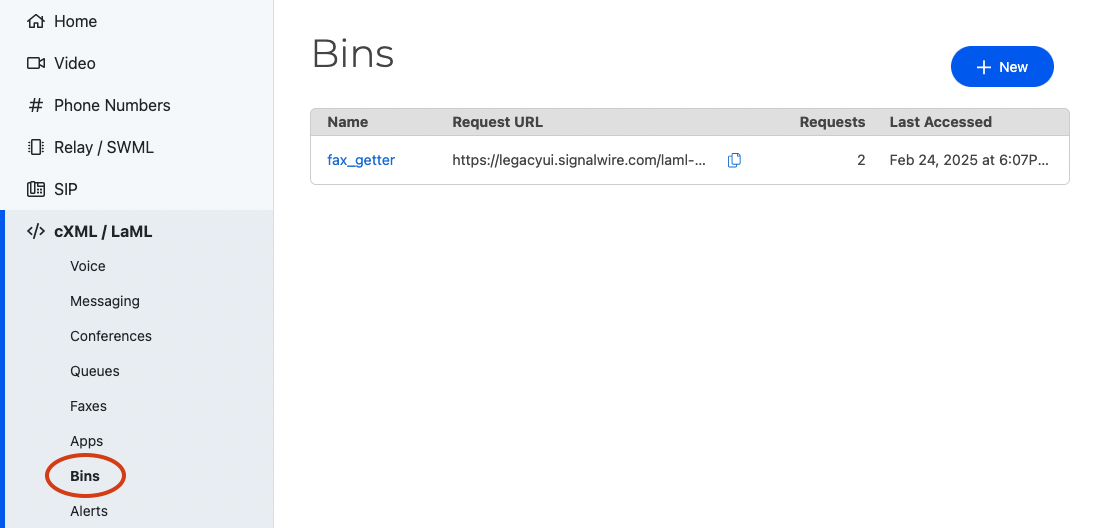 Home
Video
Phone Numbers
Relay / SWML
SIP
cXML / LaML
Voice
Messaging
Conferences
Queues
Faxes
Apps
Bins
Alerts
Bins
New
Name Request URL Requests Last Accessed
fax_getter https://legacyui.signalwire.com/laml-... 2 Feb 24, 2025 at 6:07P...